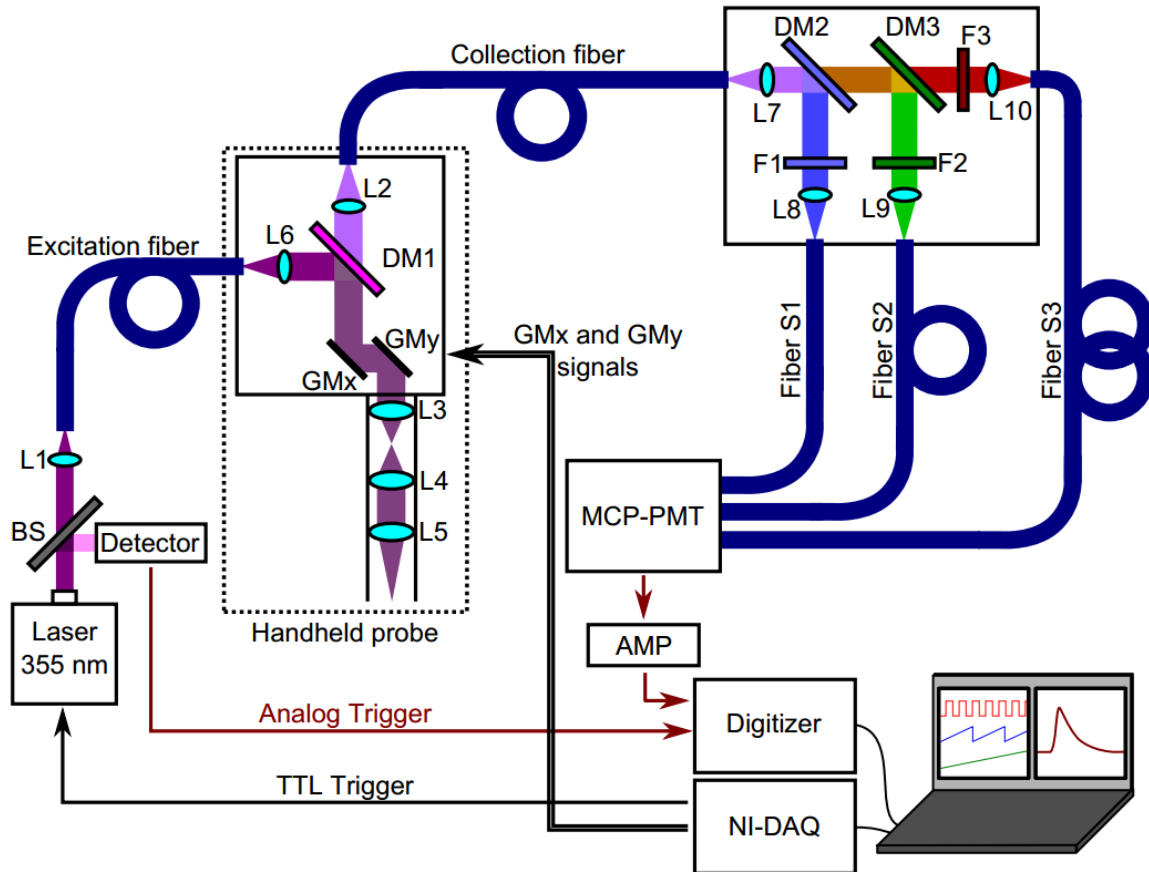 Collection fiber
DM2
DM3
F3
L7
L10
F1
F2
L8
L9
L2
L6
DM1
Excitation fiber
GMy
GMx
GMx and GMy
signals
L3
L4
L5
Fiber S1
Fiber S2
Fiber S3
L1
BS
Detector
MCP-PMT
Handheld probe
Laser
355 nm
AMP
Analog Trigger
Digitizer
TTL Trigger
NI-DAQ